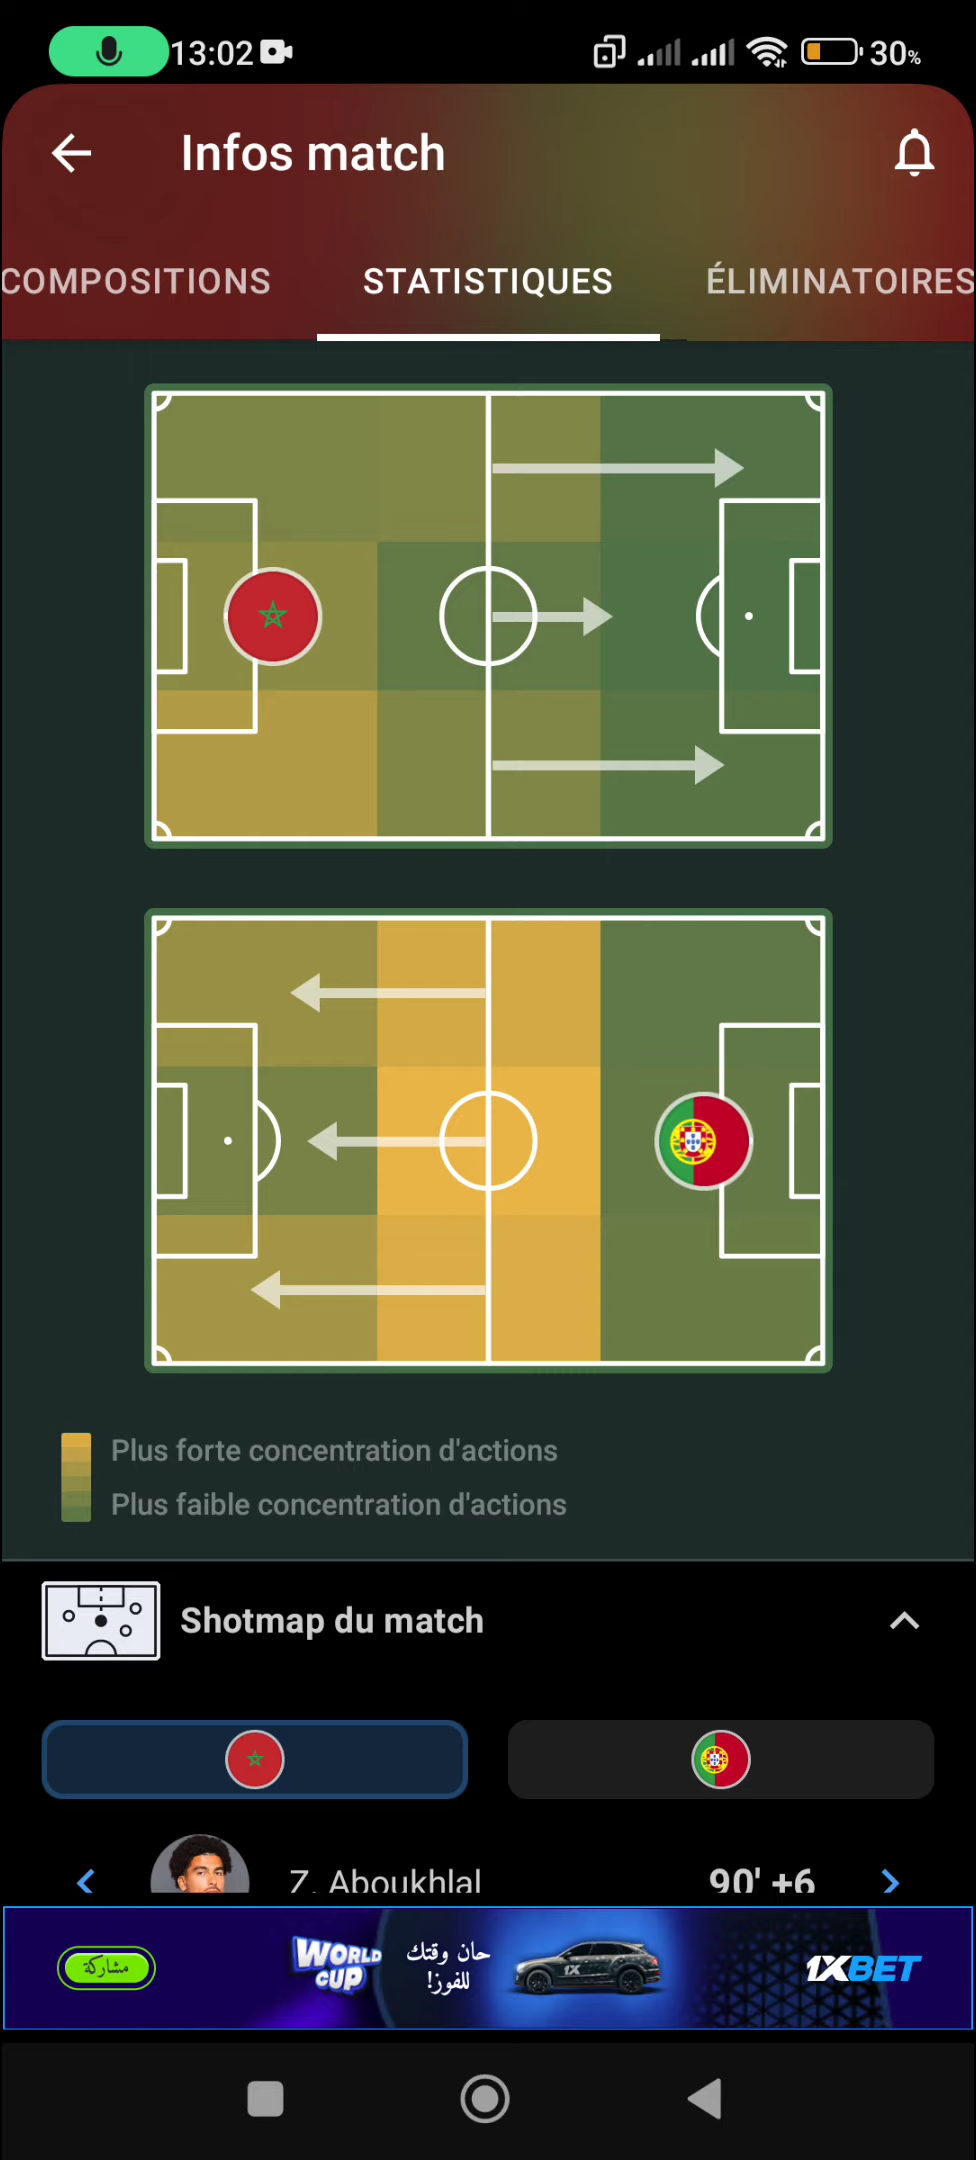 13:02
30%
Infos match
COMPOSITIONS
STATISTIQUES
ÉLIMINATOIRES
Plus forte concentration d'actions
Plus faible concentration d'actions
Shotmap du match
Z. Aboukhlal
90' +6
مشاركة
WORLD
CUP
حان وقتك
للفوز!
1X
1XBET